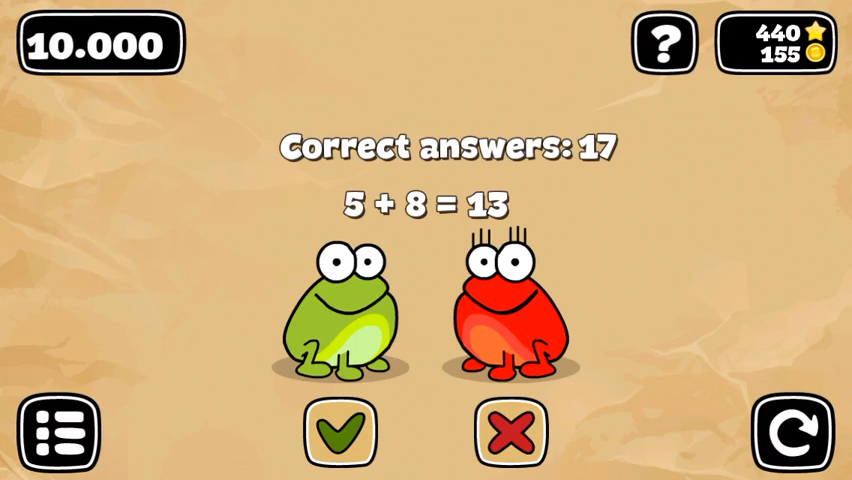 10.000
?
440
155
Correct answers: 17
5 + 8 = 13